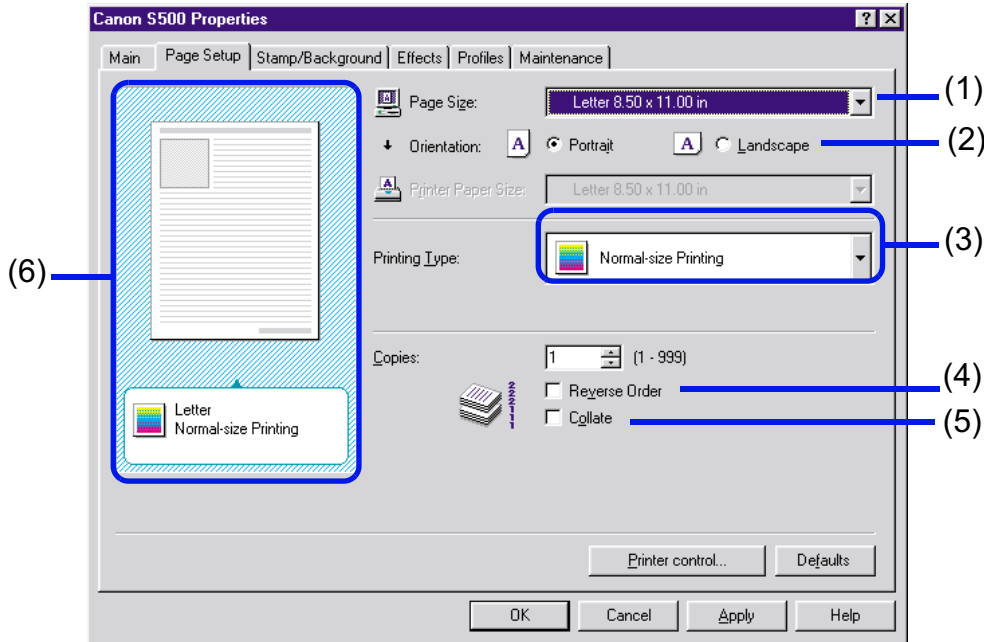 Canon S500 Properties
Main Page Setup Stamp/Background Effects Profiles Maintenance
Page Size: Letter 8.50 x 11.00 in (1)
Orientation: A Portrait A Landscape (2)
Printer Paper Size: Letter 8.50 x 11.00 in
Printing Type: Normal-size Printing (3)
(6)
Copies: 1 (1 - 999)
Reverse Order (4)
Collate (5)
222111
Letter
Normal-size Printing
Printer control... Defaults
OK Cancel Apply Help